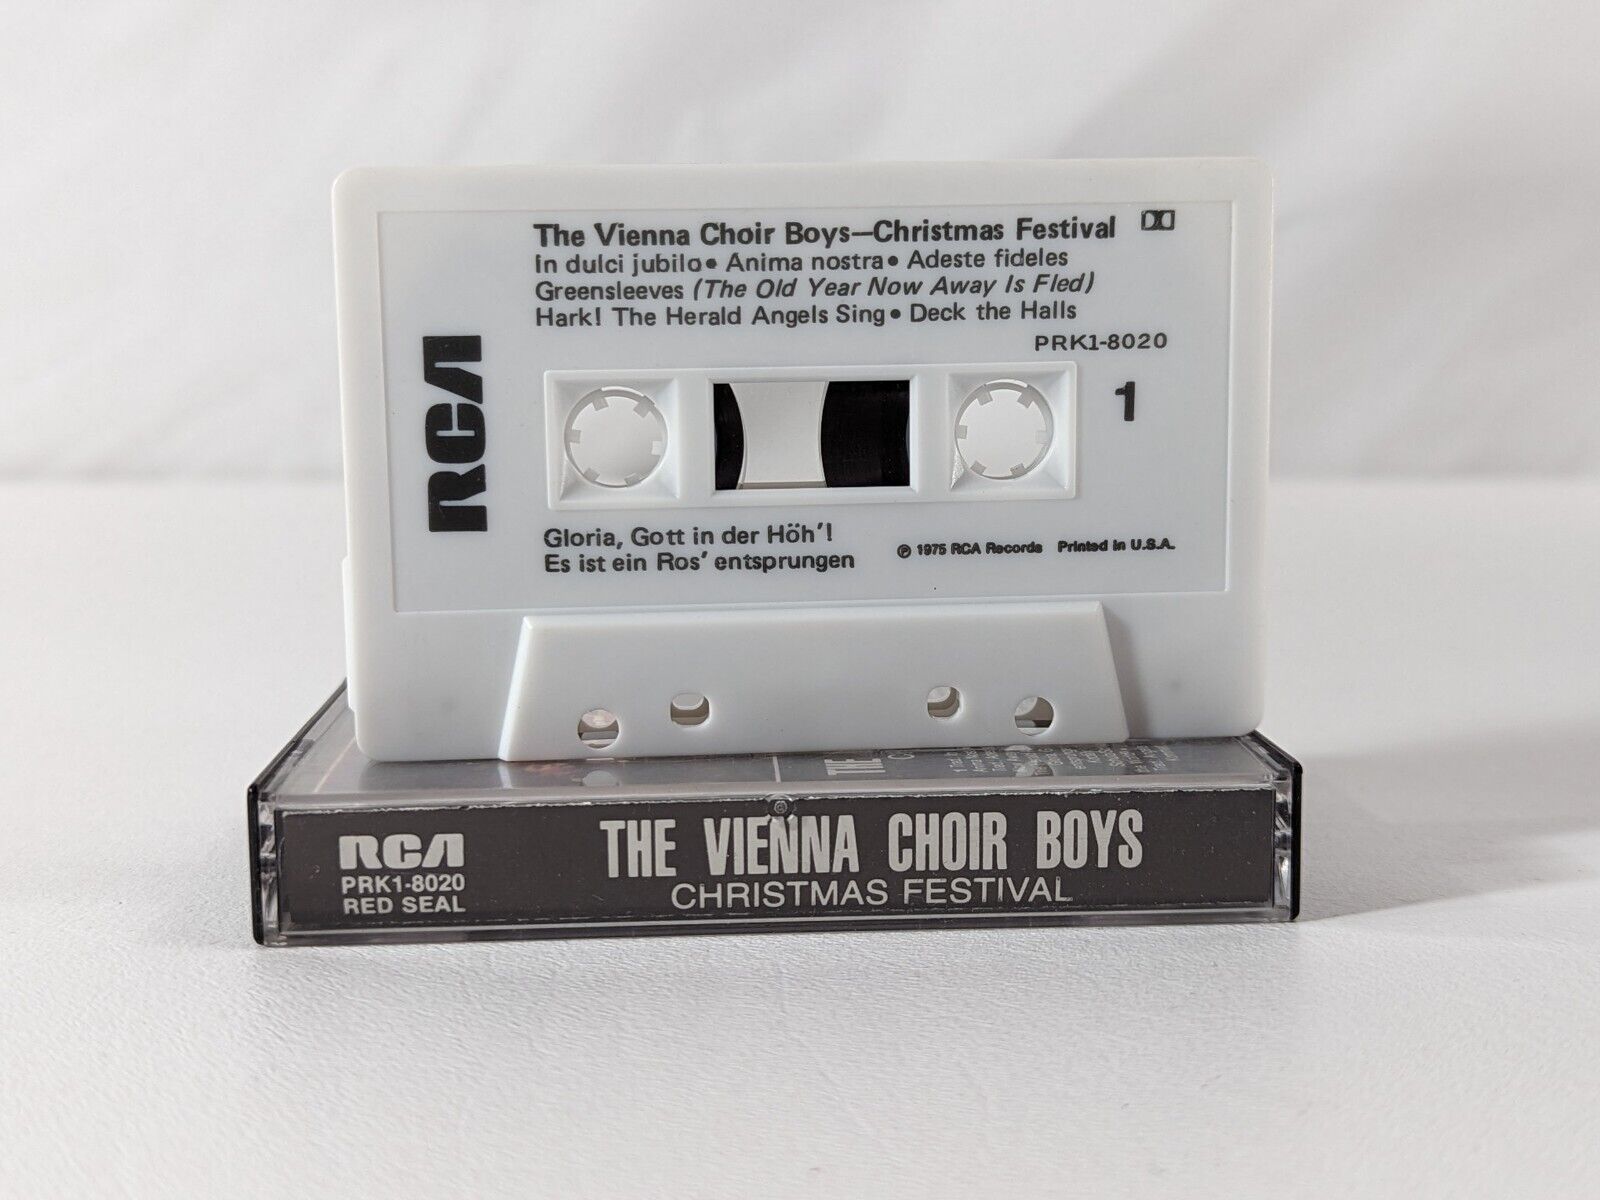 The Vienna Choir Boys—Christmas Festival
In dulci jubilo • Anima nostra • Adeste fideles
Greensleeves (The Old Year Now Away Is Fled)
Hark! The Herald Angels Sing • Deck the Halls
PRK1-8020
RCA
1
Gloria, Gott in der Höh'!
Es ist ein Ros' entsprungen
℗ 1975 RCA Records Printed in U.S.A.
RCA
PRK1-8020
RED SEAL
THE VIENNA CHOIR BOYS
CHRISTMAS FESTIVAL